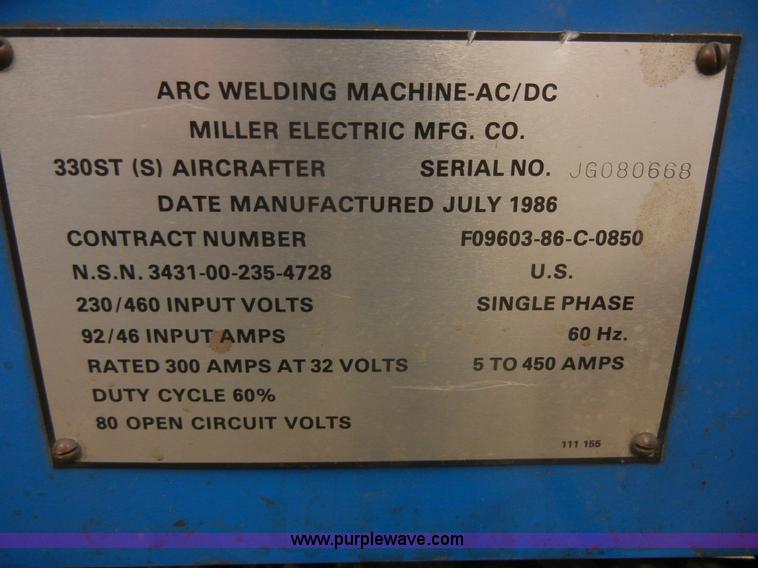 ARC WELDING MACHINE-AC/DC
MILLER ELECTRIC MFG. CO.
330ST (S) AIRCRAFTER SERIAL NO. JG080668
DATE MANUFACTURED JULY 1986
CONTRACT NUMBER F09603-86-C-0850
N.S.N. 3431-00-235-4728 U.S.
230/460 INPUT VOLTS SINGLE PHASE
92/46 INPUT AMPS 60 Hz.
RATED 300 AMPS AT 32 VOLTS 5 TO 450 AMPS
DUTY CYCLE 60%
80 OPEN CIRCUIT VOLTS
111 155
www.purplewave.com